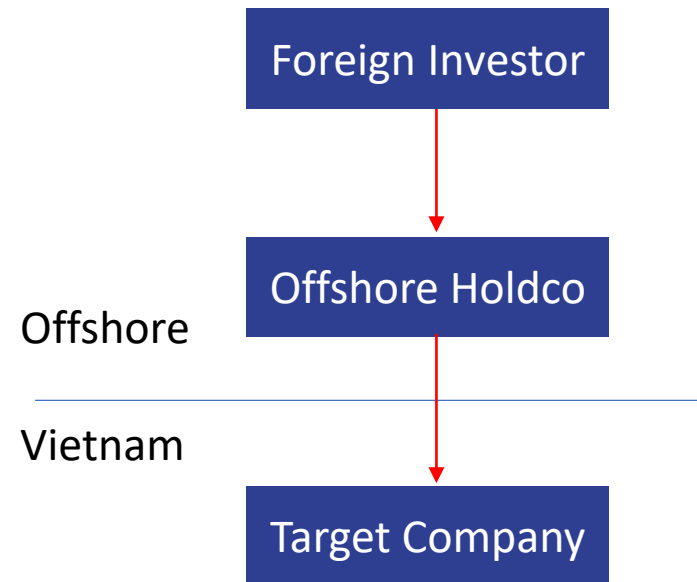 Foreign Investor
Offshore Holdco
Offshore
Vietnam
Target Company